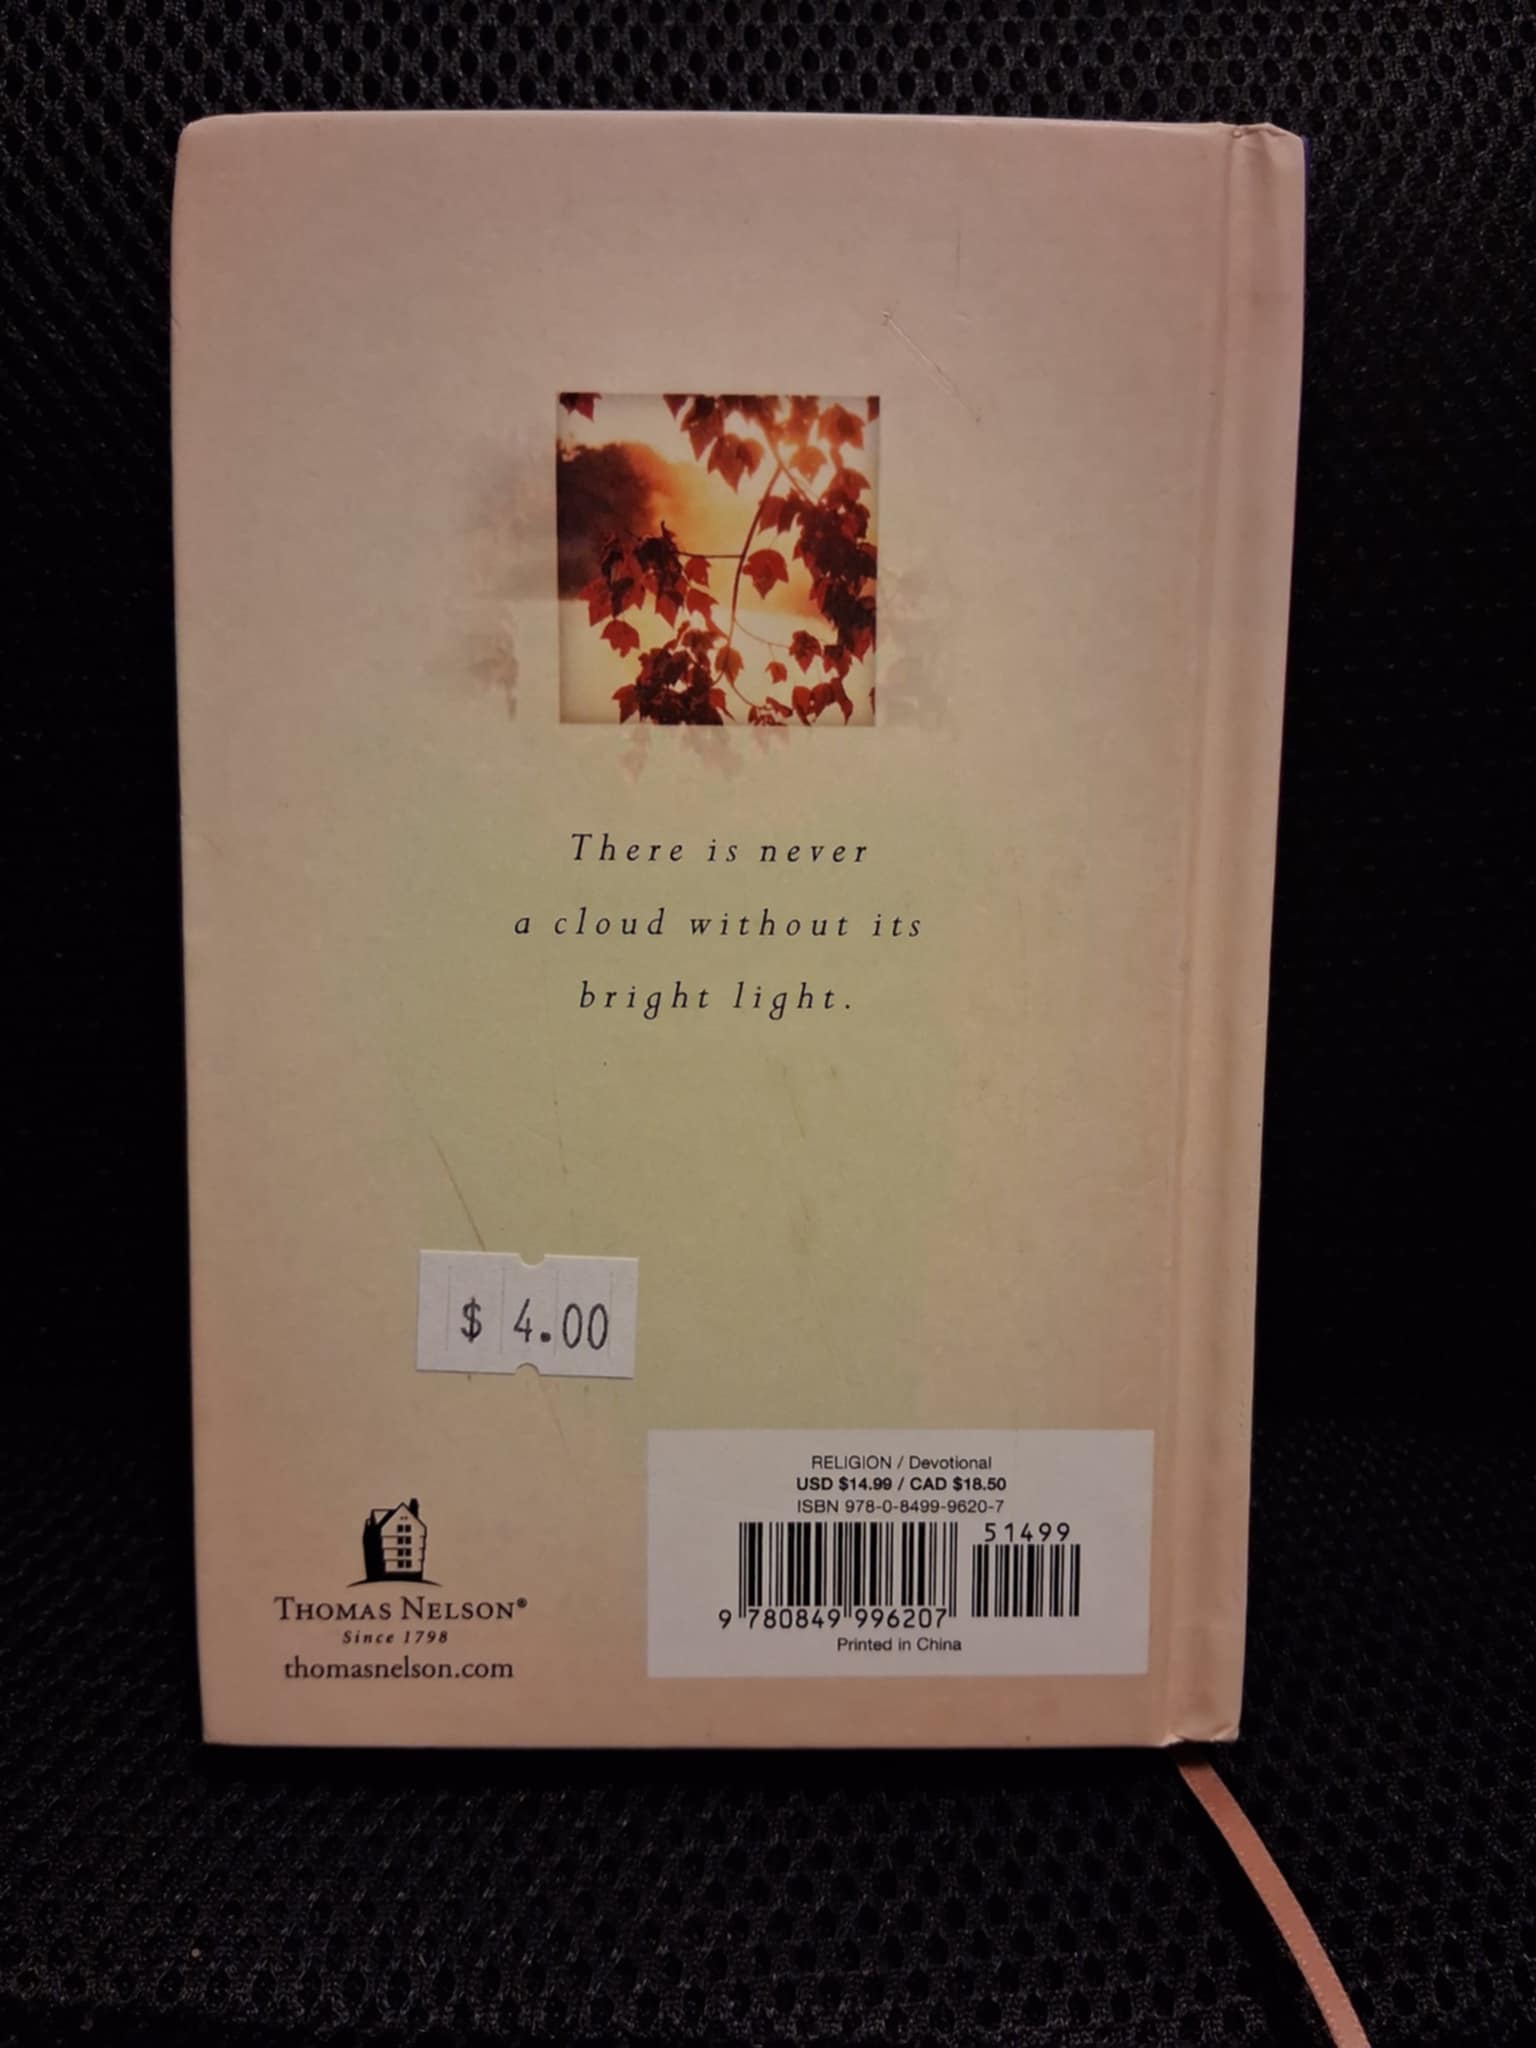 There is never
a cloud without its
bright light.
$ 4.00
RELIGION / Devotional
USD $14.99 / CAD $18.50
ISBN 978-0-8499-9620-7
51499
9 780849 996207
Printed in China
THOMAS NELSON®
Since 1798
thomasnelson.com